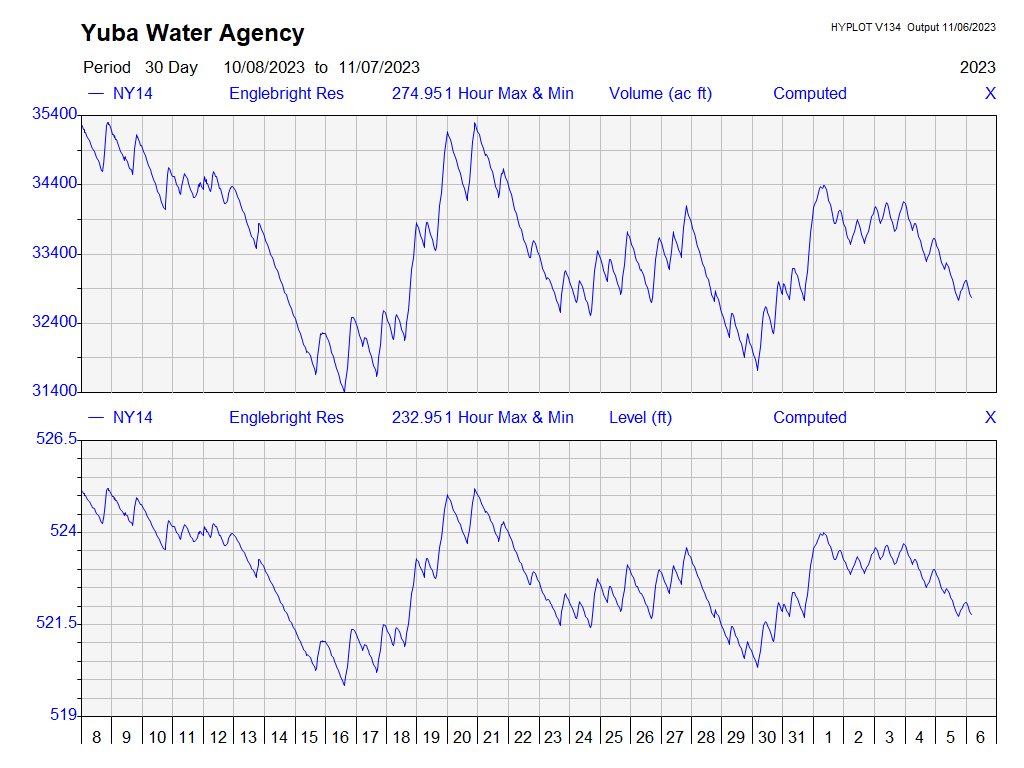 Yuba Water Agency
HYPLOT V134 Output 11/06/2023
Period 30 Day 10/08/2023 to 11/07/2023 2023
— NY14 Englebright Res 274.951 Hour Max & Min Volume (ac ft) Computed X
35400
34400
33400
32400
31400
— NY14 Englebright Res 232.951 Hour Max & Min Level (ft) Computed X
526.5
524
521.5
519
8 9 10 11 12 13 14 15 16 17 18 19 20 21 22 23 24 25 26 27 28 29 30 31 1 2 3 4 5 6